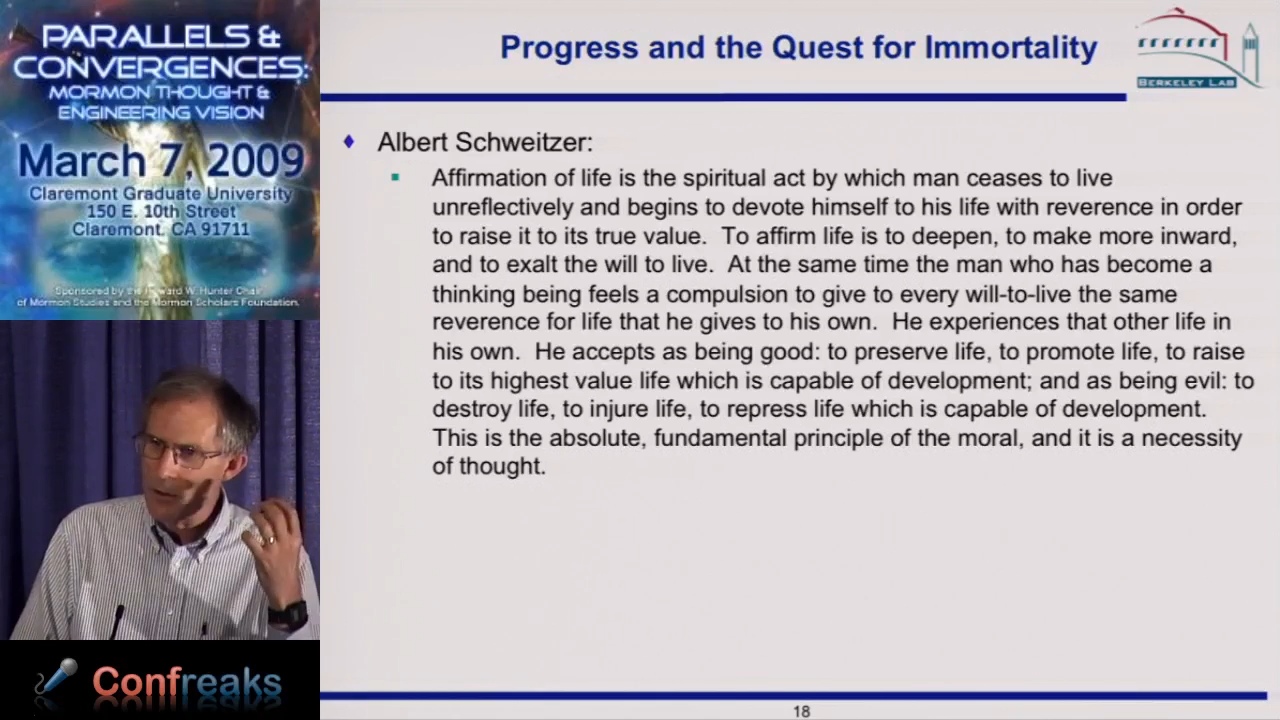 PARALLELS &
CONVERGENCES:
MORMON THOUGHT &
ENGINEERING VISION
March 7, 2009
Claremont Graduate University
150 E. 10th Street
Claremont, CA 91711
Sponsored by the Howard W. Hunter Chair
of Mormon Studies and the Mormon Scholars Foundation.
Confreaks
Progress and the Quest for Immortality
BERKELEY LAB
Albert Schweitzer:
Affirmation of life is the spiritual act by which man ceases to live
unreflectively and begins to devote himself to his life with reverence in order
to raise it to its true value. To affirm life is to deepen, to make more inward,
and to exalt the will to live. At the same time the man who has become a
thinking being feels a compulsion to give to every will-to-live the same
reverence for life that he gives to his own. He experiences that other life in
his own. He accepts as being good: to preserve life, to promote life, to raise
to its highest value life which is capable of development; and as being evil: to
destroy life, to injure life, to repress life which is capable of development.
This is the absolute, fundamental principle of the moral, and it is a necessity
of thought.
18